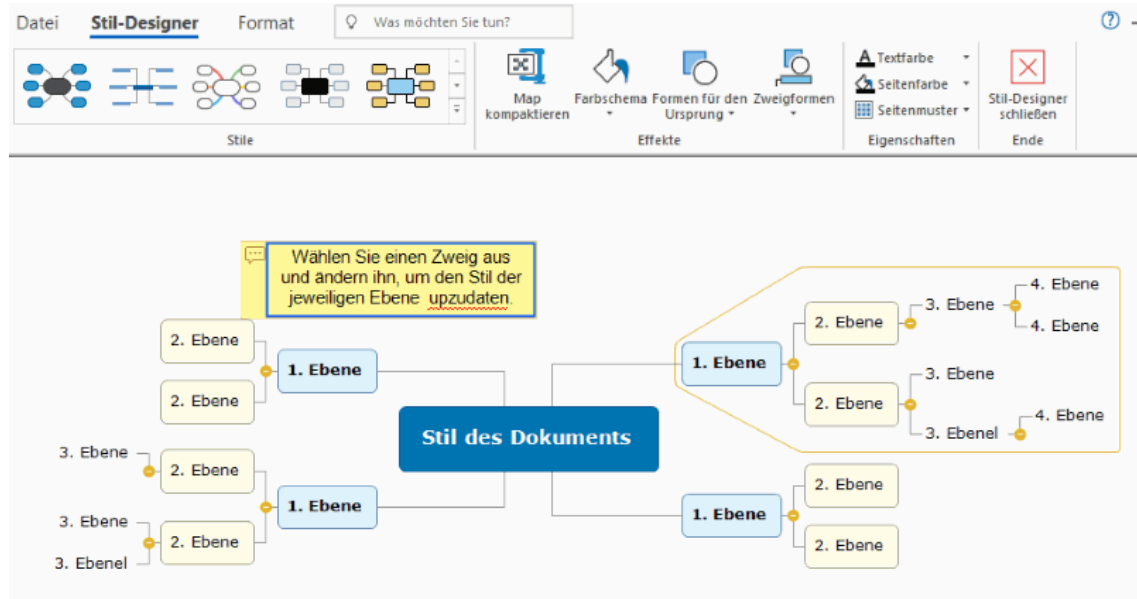 Datei Stil-Designer Format Was möchten Sie tun?
Map kompaktieren
Farbschema
Formen für den Ursprung
Zweigformen
Textfarbe
Seitenfarbe
Seitenmuster
Stil-Designer schließen
Stile Effekte Eigenschaften Ende
Wählen Sie einen Zweig aus
und ändern ihn, um den Stil der
jeweiligen Ebene upzudaten.
2. Ebene
1. Ebene
2. Ebene
3. Ebene
2. Ebene
1. Ebene
3. Ebene
2. Ebene
3. Ebenel
Stil des Dokuments
1. Ebene
2. Ebene
3. Ebene
4. Ebene
4. Ebene
2. Ebene
3. Ebene
3. Ebenel
4. Ebene
1. Ebene
2. Ebene
2. Ebene